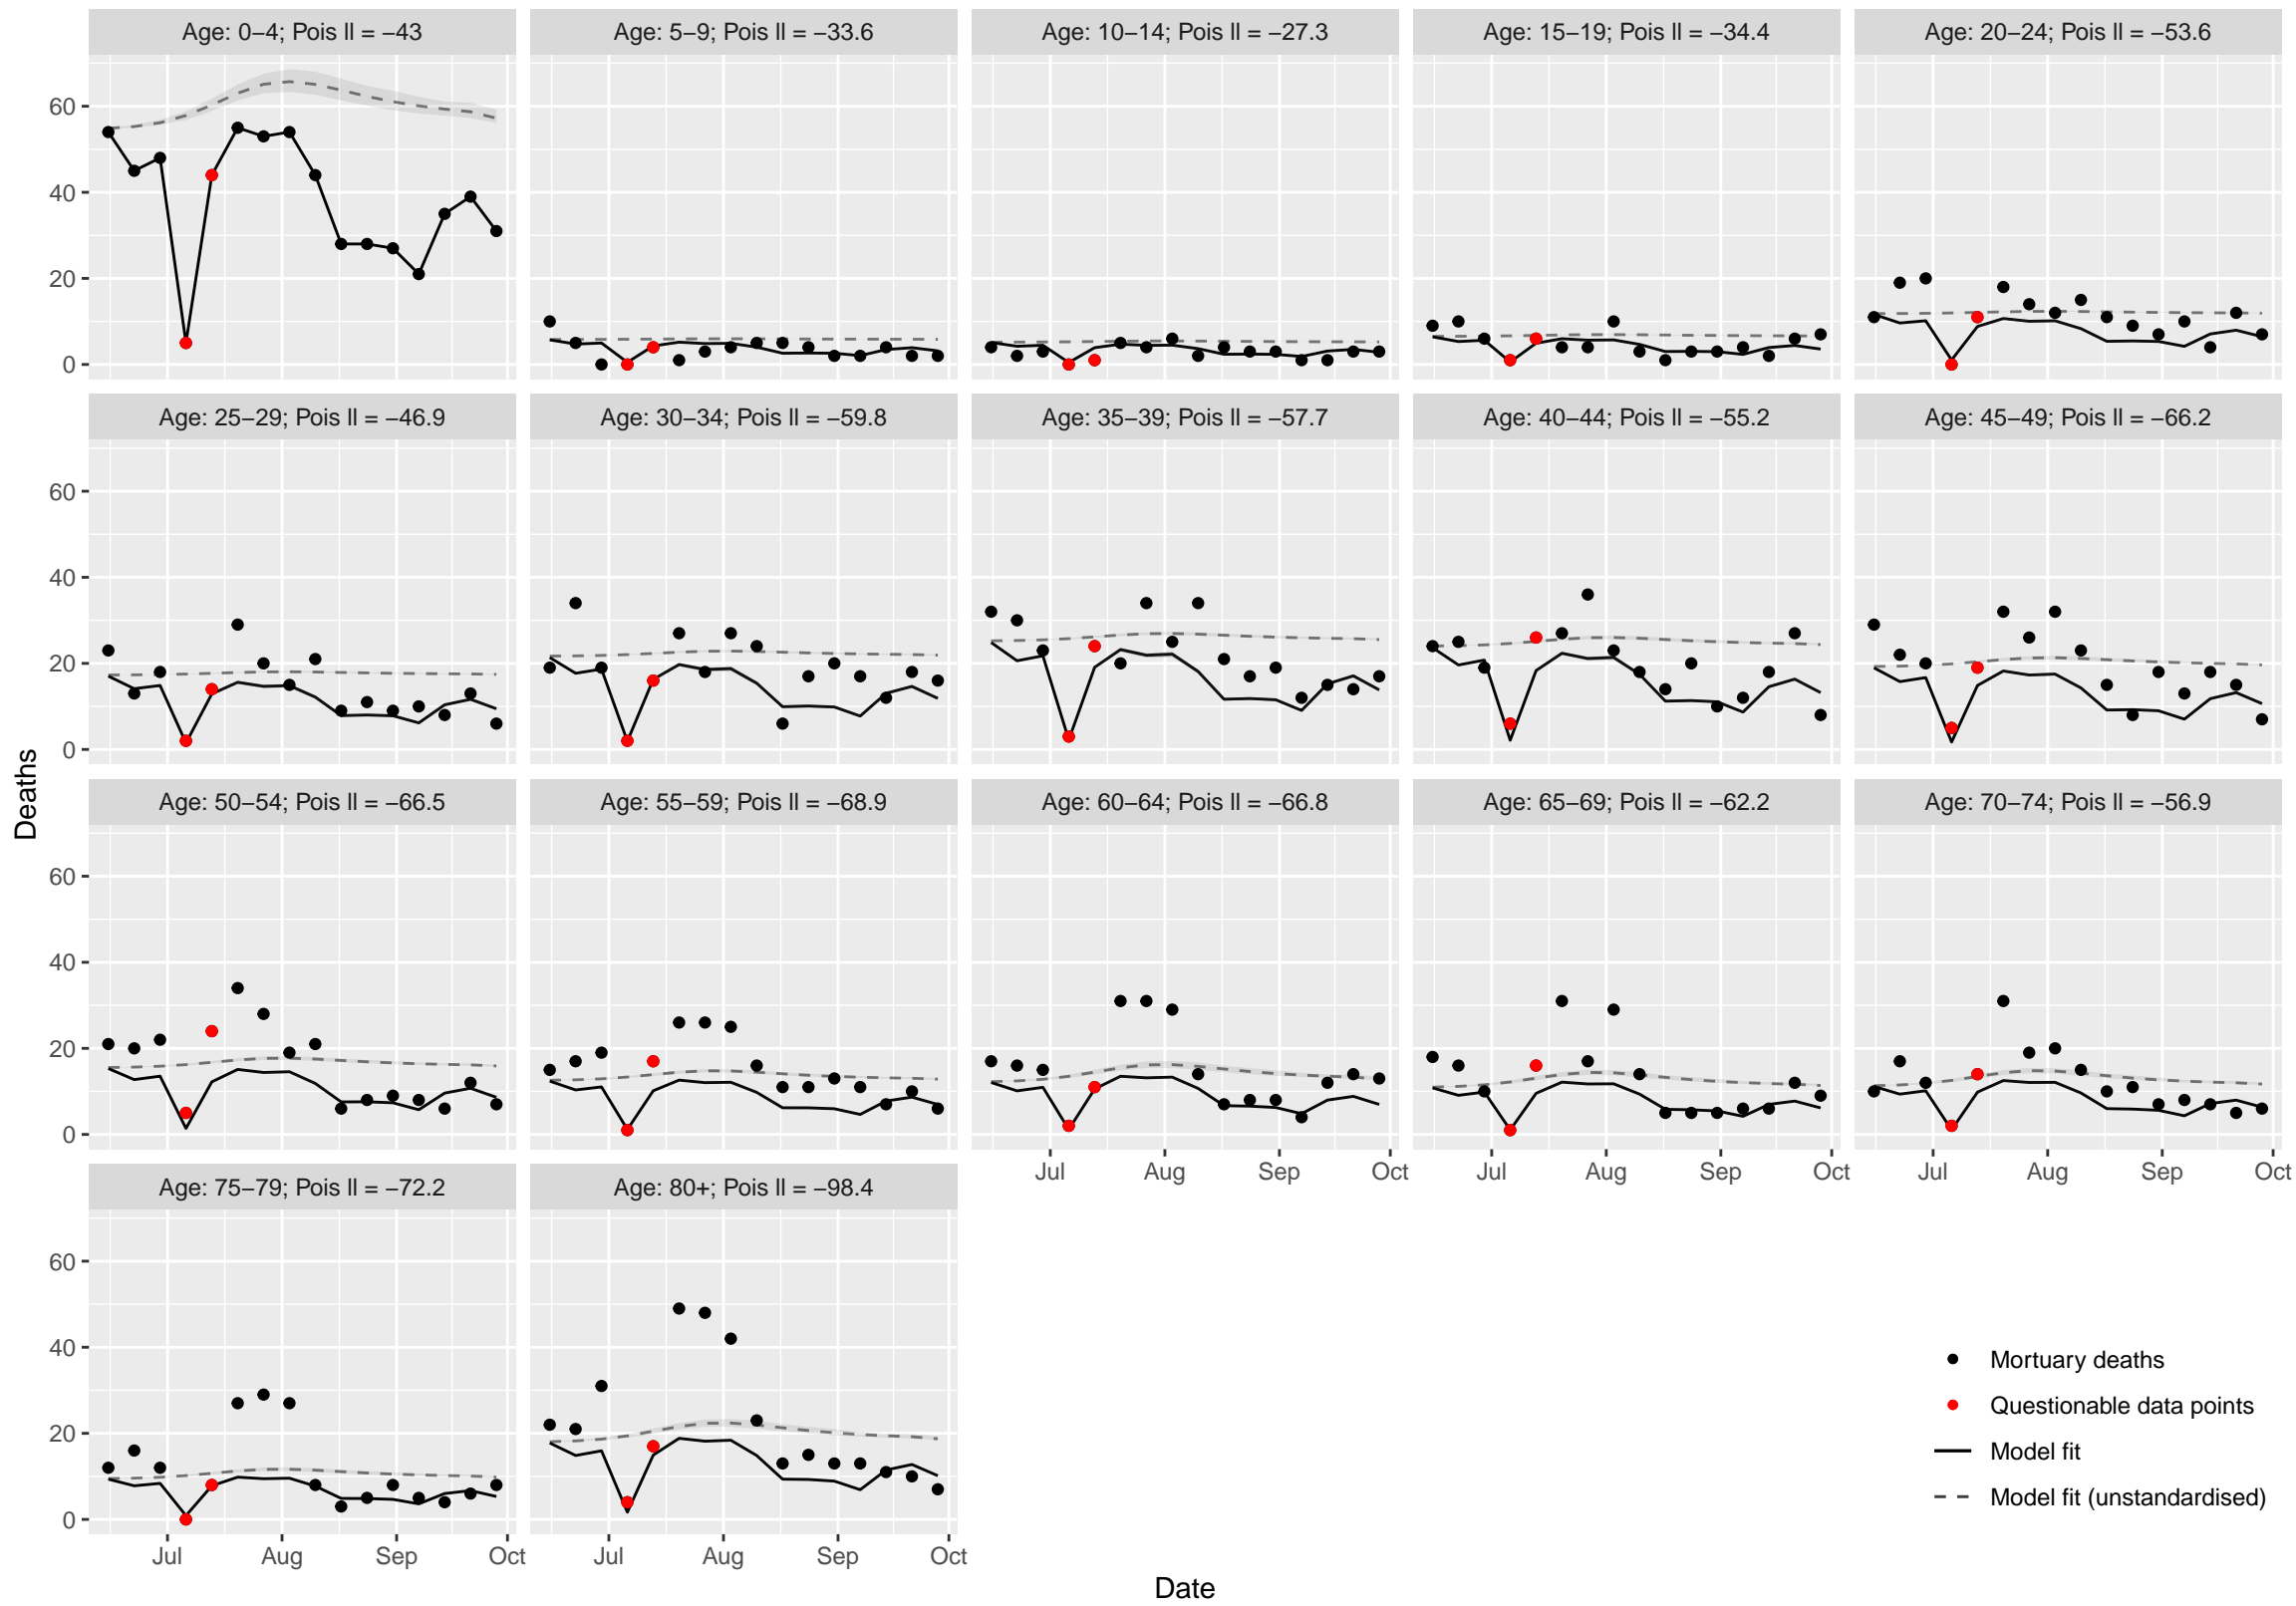 Age: 0−4; Pois ll = −43
Age: 5−9; Pois ll = −33.6
Age: 10−14; Pois ll = −27.3
Age: 15−19; Pois ll = −34.4
Age: 20−24; Pois ll = −53.6
60
40
20
0
Age: 25−29; Pois ll = −46.9
Age: 30−34; Pois ll = −59.8
Age: 35−39; Pois ll = −57.7
Age: 40−44; Pois ll = −55.2
Age: 45−49; Pois ll = −66.2
60
40
20
0
Deaths
Age: 50−54; Pois ll = −66.5
Age: 55−59; Pois ll = −68.9
Age: 60−64; Pois ll = −66.8
Age: 65−69; Pois ll = −62.2
Age: 70−74; Pois ll = −56.9
60
40
20
0
Jul Aug Sep Oct
Jul Aug Sep Oct
Jul Aug Sep Oct
Age: 75−79; Pois ll = −72.2
Age: 80+; Pois ll = −98.4
60
40
20
0
Jul Aug Sep Oct
Jul Aug Sep Oct
Mortuary deaths
Questionable data points
Model fit
Model fit (unstandardised)
Date